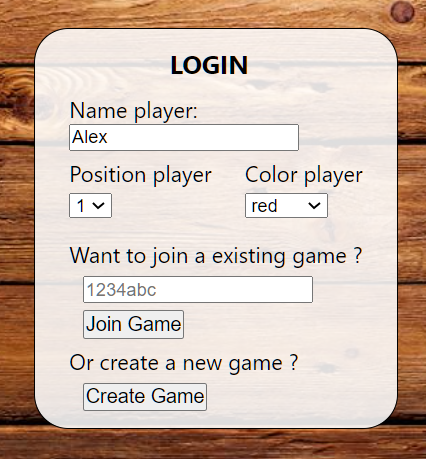 LOGIN
Name player:
Alex
Position player Color player
1 red
Want to join a existing game ?
1234abc
Join Game
Or create a new game ?
Create Game